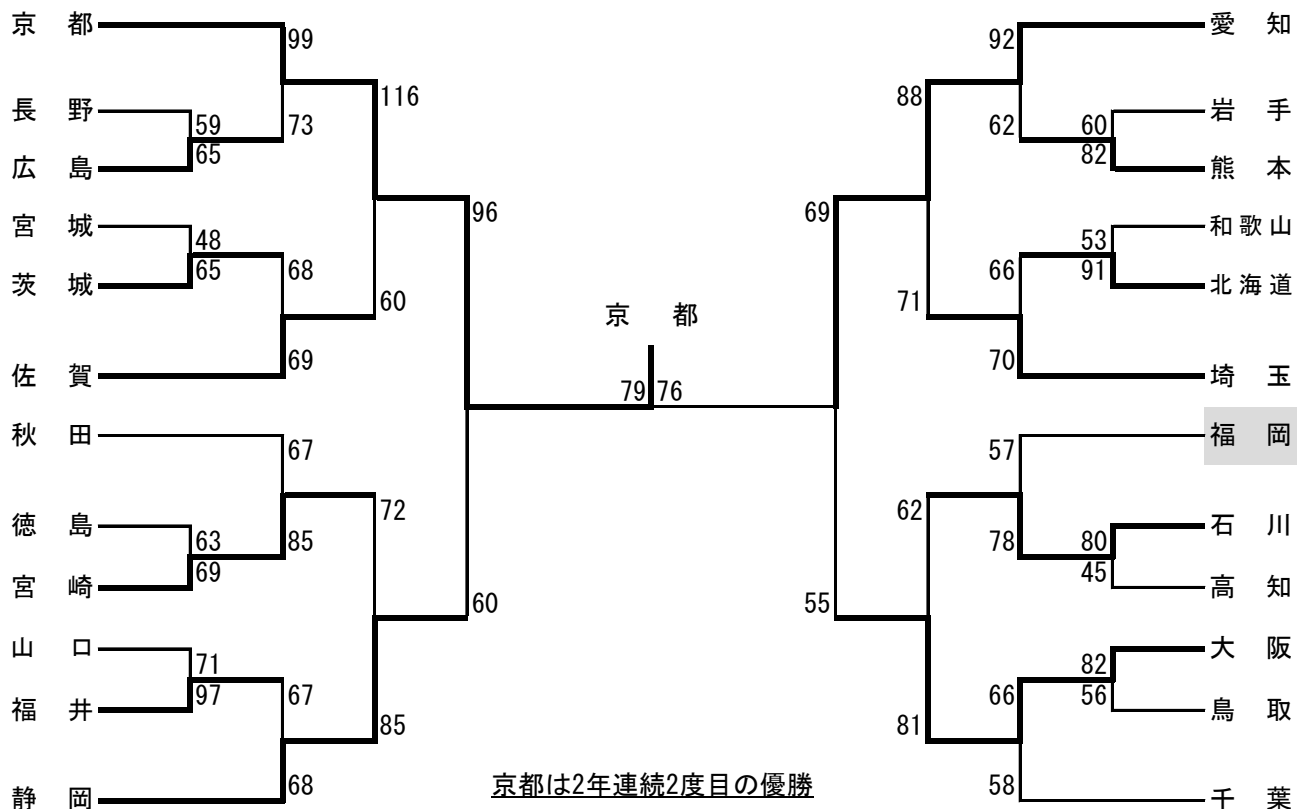 京 都 99 92 愛 知
116 88
長 野 59 73 62 60 岩 手
広 島 65 82 熊 本
宮 城 48 96 69 53 和歌山
茨 城 65 68 66 91 北海道
60 71
京 都
佐 賀 69 70 埼 玉
79 76
秋 田 67 57 福 岡
72 62
徳 島 63 85 78 80 石 川
宮 崎 69 45 高 知
60 55
山 口 71 82 大 阪
福 井 97 67 66 56 鳥 取
85 81
静 岡 68 58 千 葉
京都は2年連続2度目の優勝